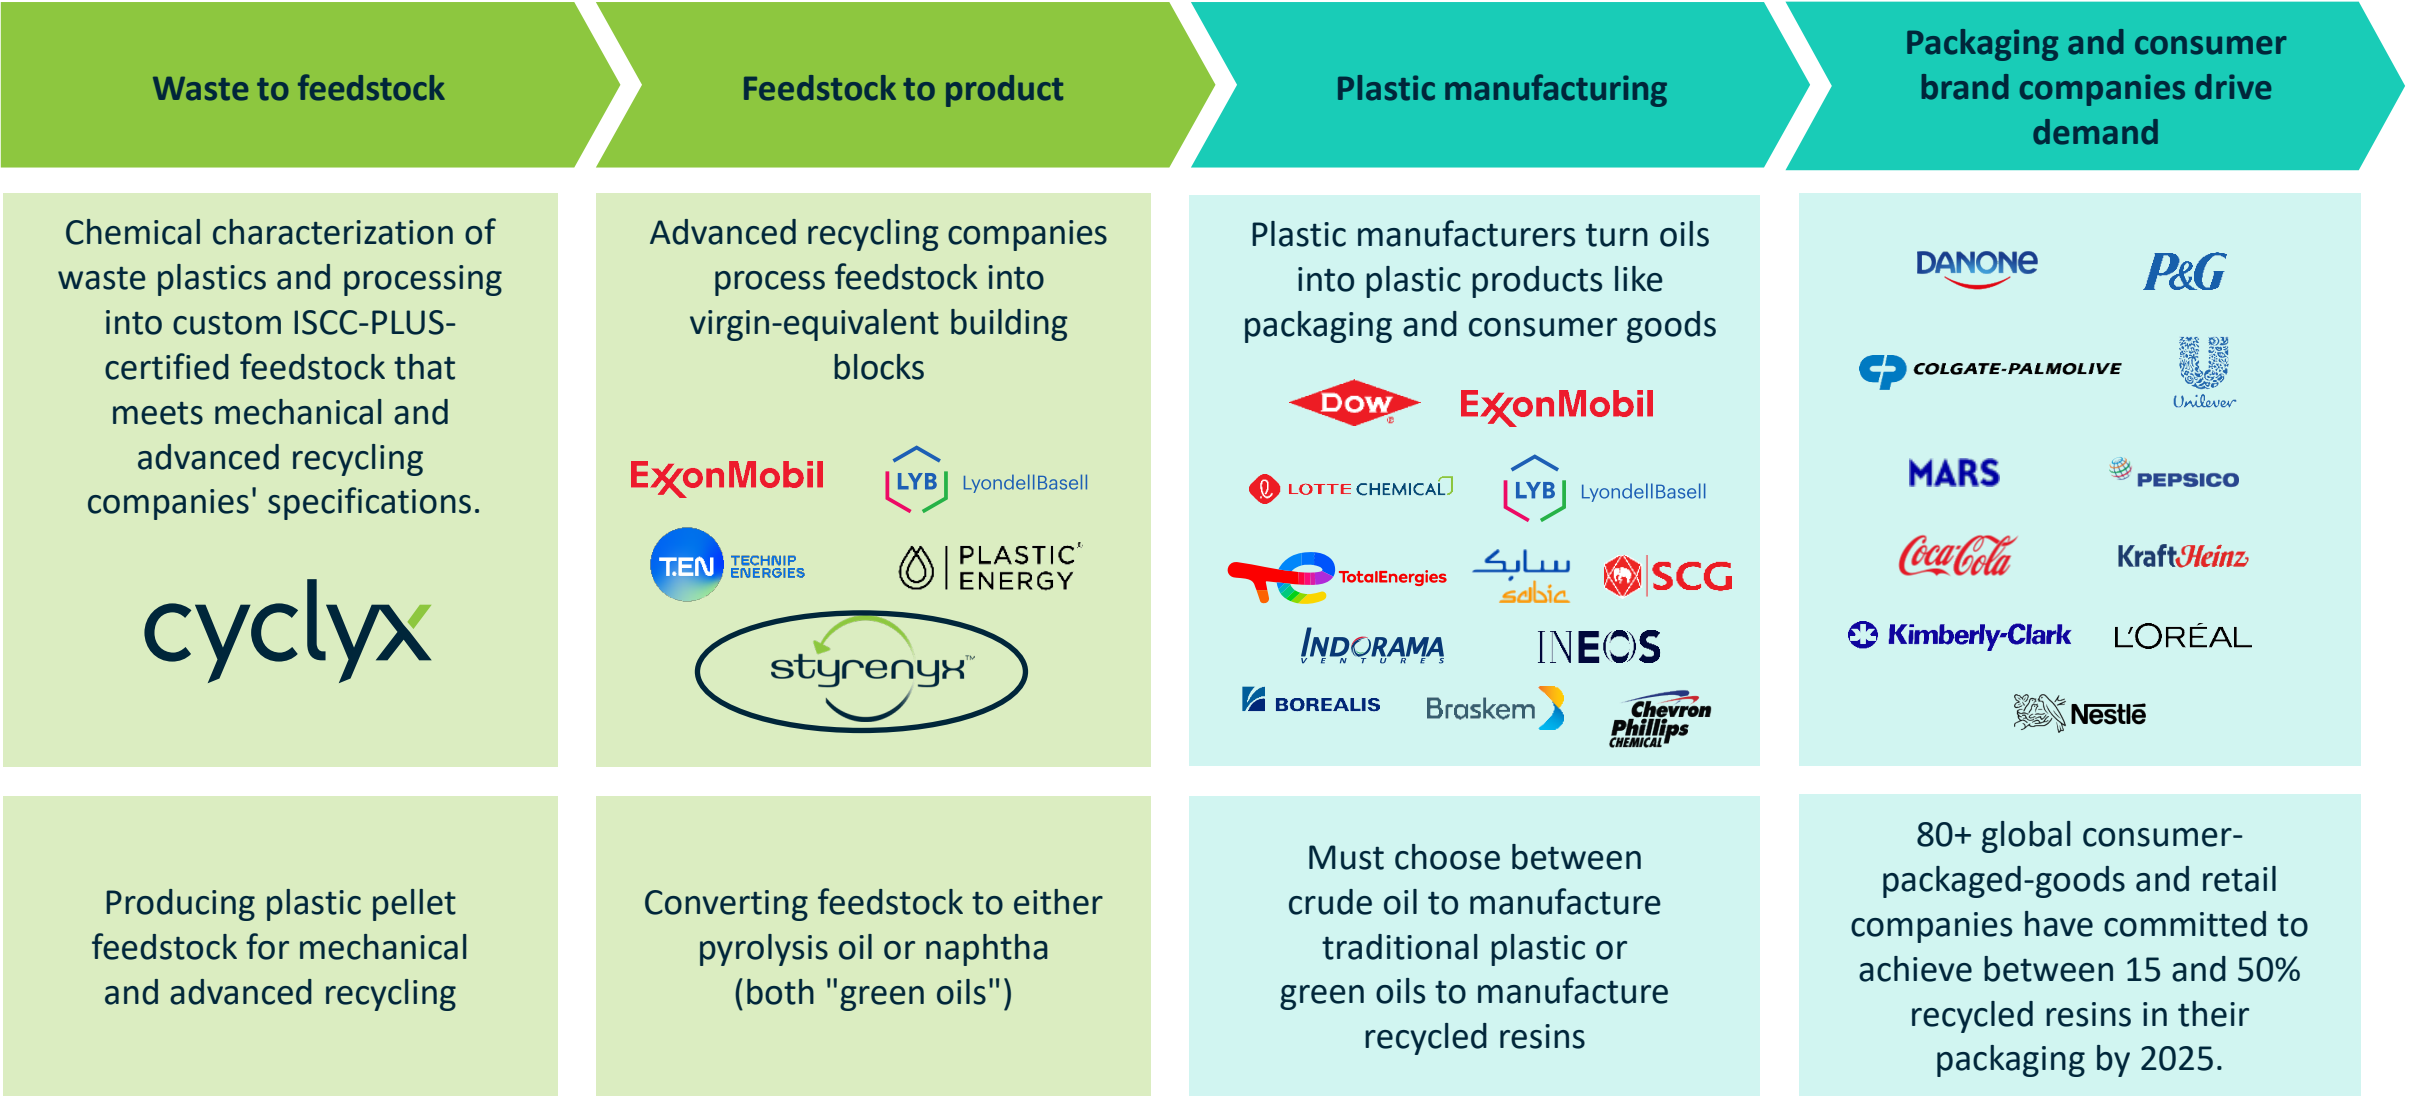 Waste to feedstock
Feedstock to product
Plastic manufacturing
Packaging and consumer
brand companies drive
demand
Chemical characterization of
waste plastics and processing
into custom ISCC-PLUS-
certified feedstock that
meets mechanical and
advanced recycling
companies' specifications.
cyclyx
Advanced recycling companies
process feedstock into
virgin-equivalent building
blocks
ExxonMobil
LYB LyondellBasell
T.EN TECHNIP
ENERGIES
PLASTIC
ENERGY
styrenyx™
Plastic manufacturers turn oils
into plastic products like
packaging and consumer goods
DOW®
ExxonMobil
LOTTE CHEMICAL
LYB LyondellBasell
TotalEnergies
سابك
sabic
SCG
INDORAMA
VENTURES
INEOS
BOREALIS
Braskem
Chevron
Phillips
CHEMICAL
DANONE
P&G
CP COLGATE-PALMOLIVE
Unilever
MARS
PEPSICO
Coca-Cola
KraftHeinz
Kimberly-Clark
L'ORÉAL
Nestlé
Producing plastic pellet
feedstock for mechanical
and advanced recycling
Converting feedstock to either
pyrolysis oil or naphtha
(both "green oils")
Must choose between
crude oil to manufacture
traditional plastic or
green oils to manufacture
recycled resins
80+ global consumer-
packaged-goods and retail
companies have committed to
achieve between 15 and 50%
recycled resins in their
packaging by 2025.